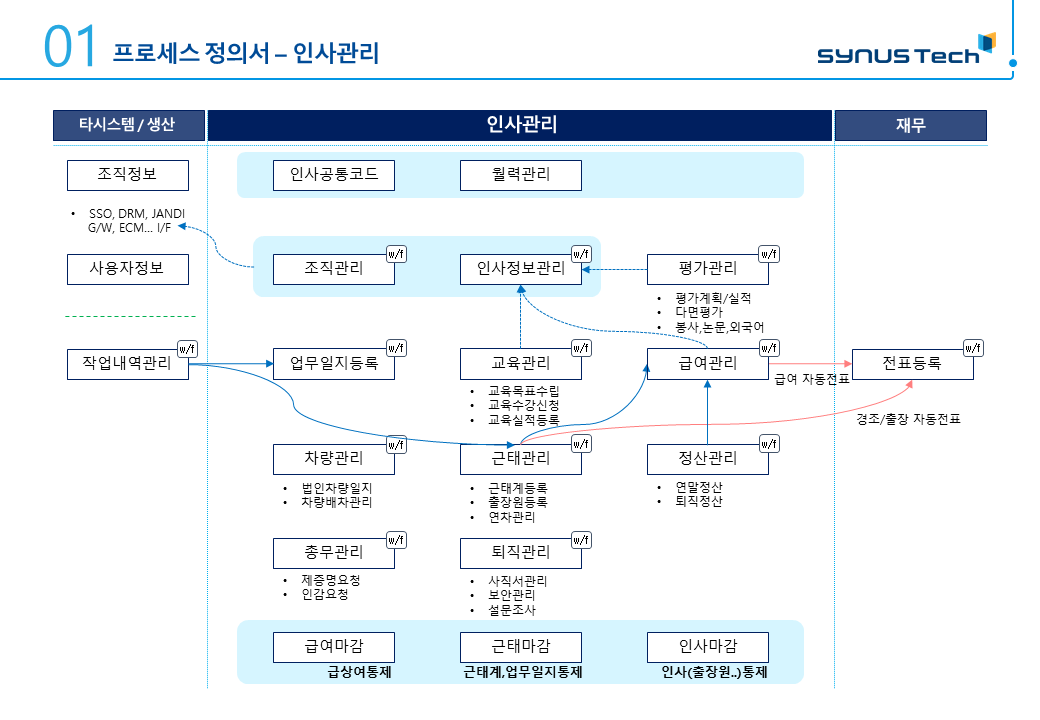 01 프로세스 정의서 – 인사관리
SYNUS Tech
타시스템 / 생산
인사관리
재무
조직정보
인사공통코드
월력관리
• SSO, DRM, JANDI
G/W, ECM... I/F
사용자정보
조직관리
w/f
인사정보관리
w/f
평가관리
w/f
• 평가계획/실적
• 다면평가
• 봉사,논문,외국어
작업내역관리
w/f
업무일지등록
w/f
교육관리
w/f
급여관리
w/f
급여 자동전표
전표등록
w/f
• 교육목표수립
• 교육수강신청
• 교육실적등록
경조/출장 자동전표
차량관리
w/f
근태관리
w/f
정산관리
w/f
• 법인차량일지
• 차량배차관리
• 근태계등록
• 출장원등록
• 연차관리
• 연말정산
• 퇴직정산
총무관리
w/f
퇴직관리
w/f
• 제증명요청
• 인감요청
• 사직서관리
• 보안관리
• 설문조사
급여마감
근태마감
인사마감
급상여통제
근태계,업무일지통제
인사(출장원..)통제